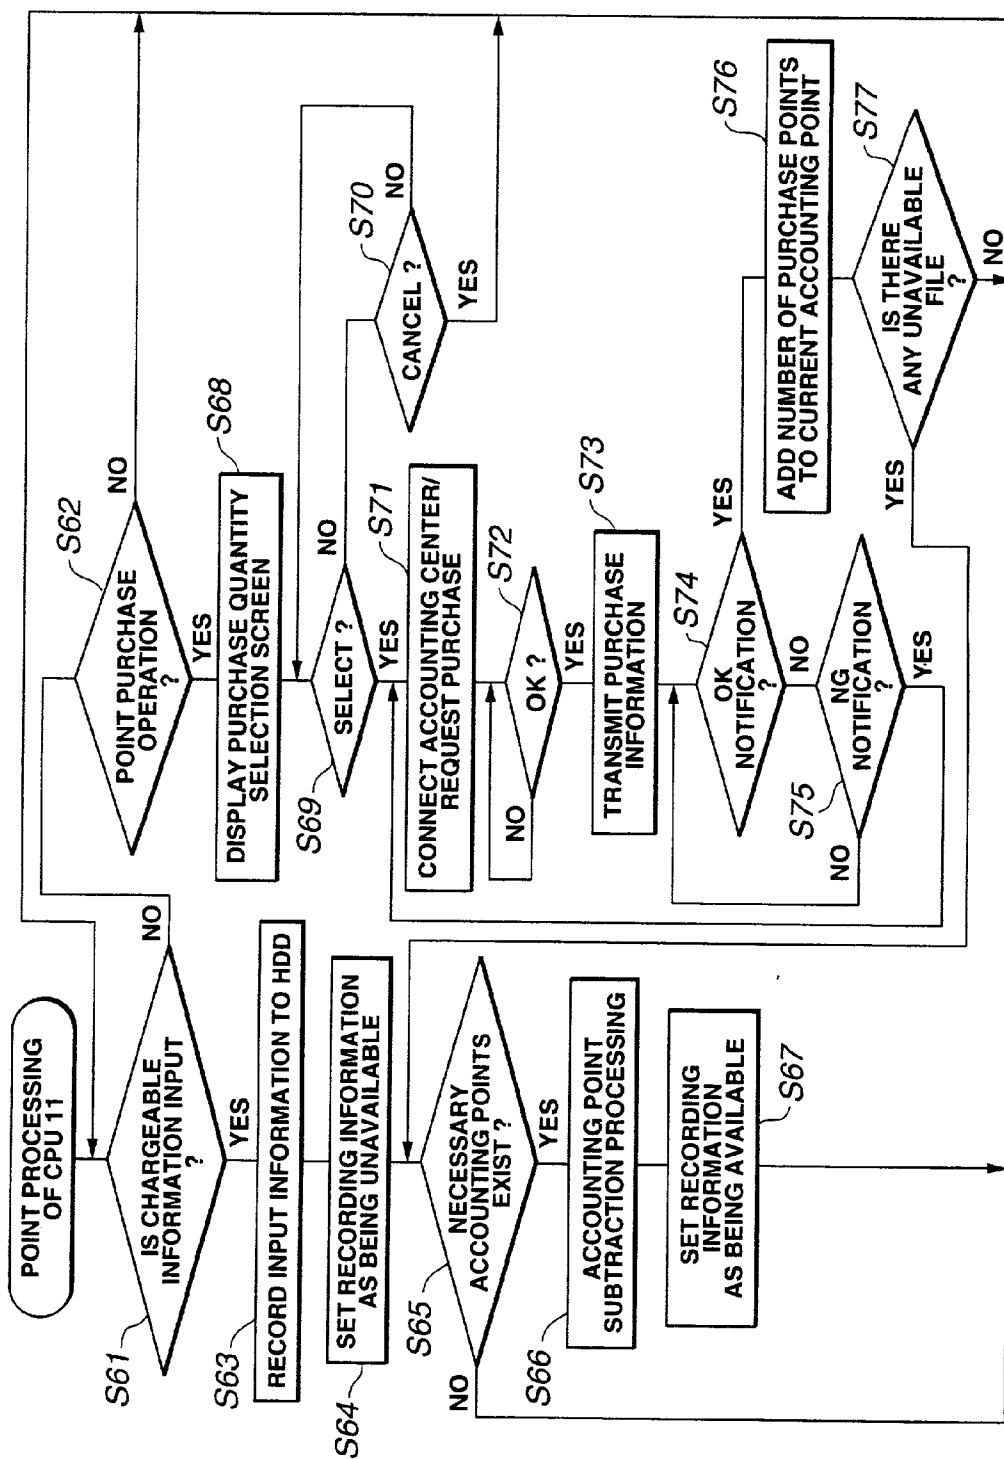 POINT PROCESSING
OF CPU 11
S61
IS CHARGEABLE
INFORMATION INPUT
?
NO
YES
S63
RECORD INPUT INFORMATION TO HDD
S64
SET RECORDING INFORMATION
AS BEING UNAVAILABLE
S65
NECESSARY
ACCOUNTING POINTS
EXIST ?
NO
YES
S66
ACCOUNTING POINT
SUBTRACTION PROCESSING
S67
SET RECORDING
INFORMATION
AS BEING AVAILABLE
S62
POINT PURCHASE
OPERATION
?
NO
YES
S68
DISPLAY PURCHASE QUANTITY
SELECTION SCREEN
S69
SELECT ?
NO
YES
S70
CANCEL ?
NO
YES
S71
CONNECT ACCOUNTING CENTER/
REQUEST PURCHASE
S72
OK ?
NO
YES
S73
TRANSMIT PURCHASE
INFORMATION
S74
OK
NOTIFICATION
?
YES
NO
S75
NG
NOTIFICATION
?
NO
YES
S76
ADD NUMBER OF PURCHASE POINTS
TO CURRENT ACCOUNTING POINT
S77
IS THERE
ANY UNAVAILABLE
FILE
?
YES
NO